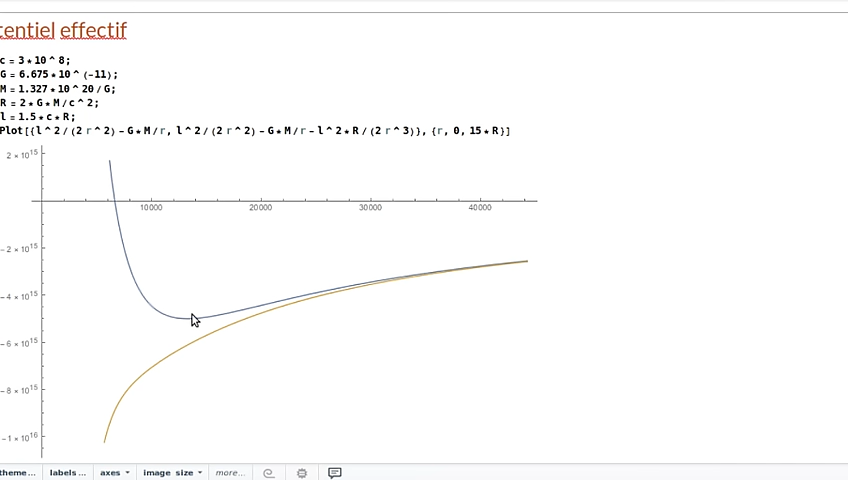 tentiel effectif
c = 3*10^8;
G = 6.675*10^(-11);
M = 1.327*10^20/G;
R = 2*G*M/c^2;
l = 1.5*c*R;
Plot[{l^2/(2 r^2) - G*M/r, l^2/(2 r^2) - G*M/r - l^2*R/(2 r^3)}, {r, 0, 15*R}]
2 × 10^15
10000 20000 30000 40000
-2 × 10^15
-4 × 10^15
-6 × 10^15
-8 × 10^15
-1 × 10^16
theme... labels... axes image size more...